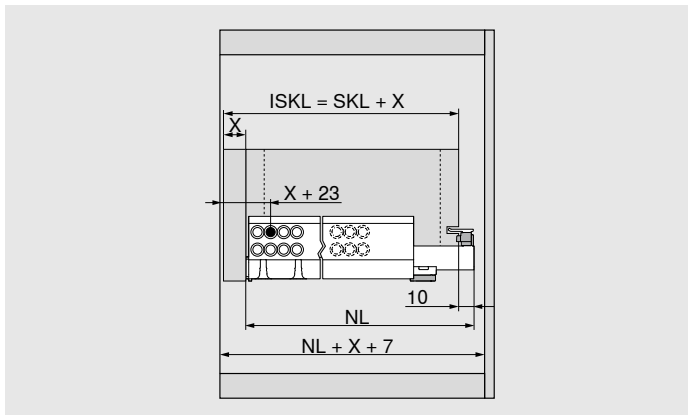 ISKL = SKL + X
X
X + 23
10
NL
NL + X + 7